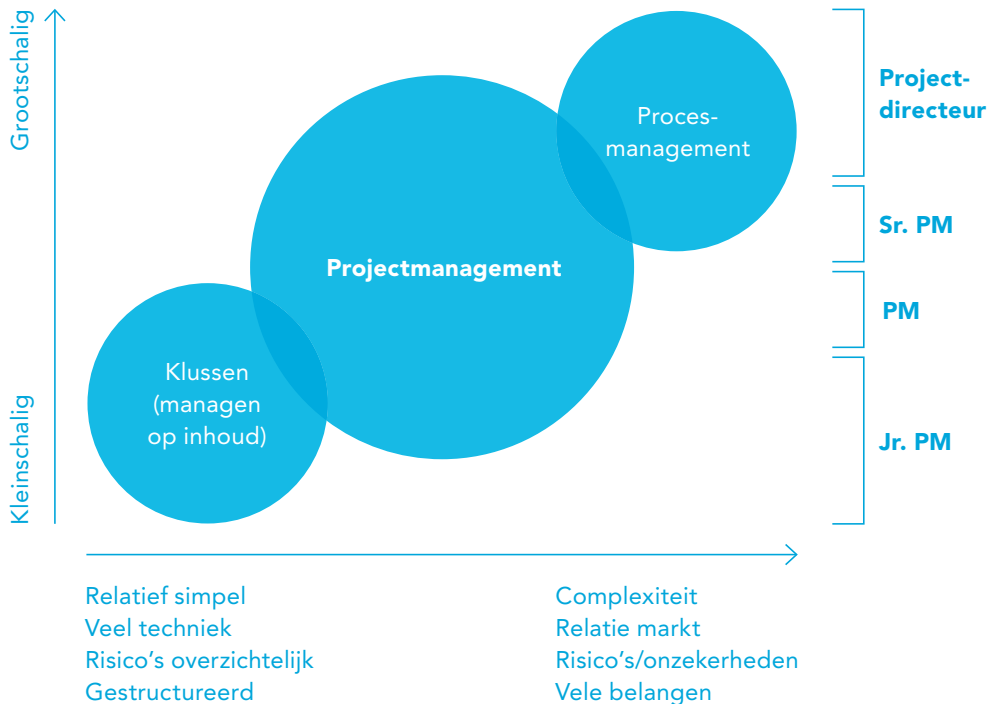 Grootschalig
Kleinschalig
Proces-
management
Projectmanagement
Klussen
(managen
op inhoud)
Project-
directeur
Sr. PM
PM
Jr. PM
Relatief simpel
Veel techniek
Risico’s overzichtelijk
Gestructureerd
Complexiteit
Relatie markt
Risico’s/onzekerheden
Vele belangen